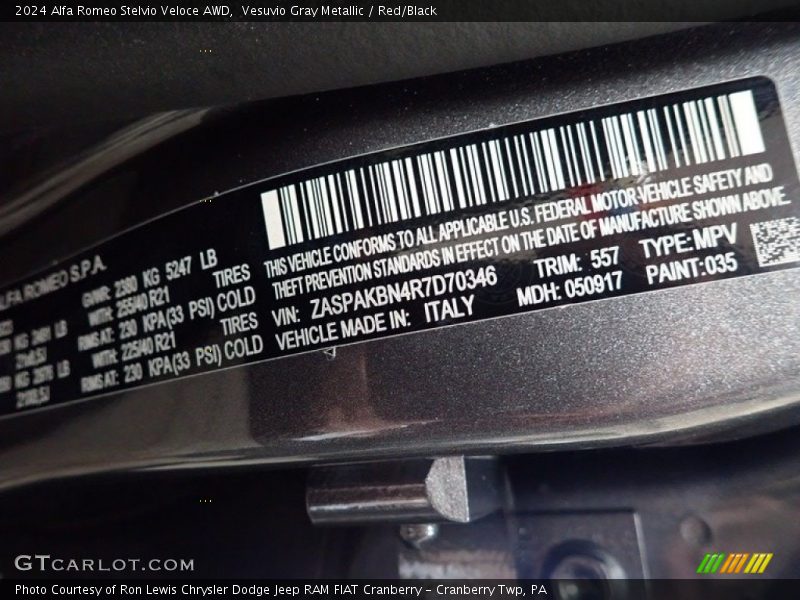 2024 Alfa Romeo Stelvio Veloce AWD,  Vesuvio Gray Metallic / Red/Black
ALFA ROMEO S.P.A.
GVWR: 2380 KG 5247 LB
WITH: 255/40 R21 TIRES
RIMS AT: 230 KPA(33 PSI) COLD
WITH: 225/40 R21 TIRES
RIMS AT: 230 KPA(33 PSI) COLD
THIS VEHICLE CONFORMS TO ALL APPLICABLE U.S. FEDERAL MOTOR VEHICLE SAFETY AND
THEFT PREVENTION STANDARDS IN EFFECT ON THE DATE OF MANUFACTURE SHOWN ABOVE.
VIN: ZASPAKBN4R7D70346 TRIM: 557 TYPE: MPV
VEHICLE MADE IN: ITALY MDH: 050917 PAINT: 035
GTCARLOT.COM
Photo Courtesy of Ron Lewis Chrysler Dodge Jeep RAM FIAT Cranberry – Cranberry Twp, PA